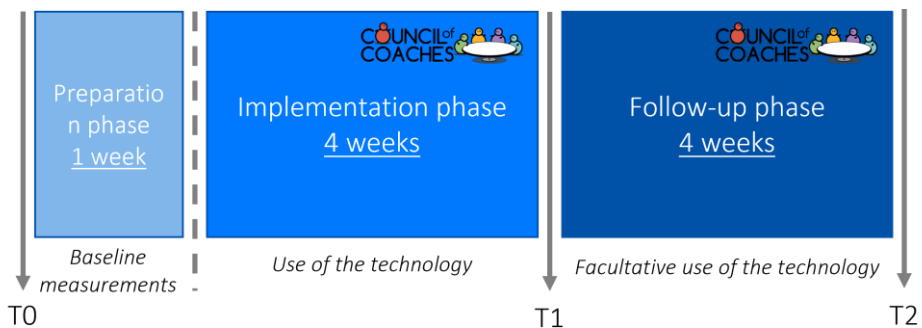 Preparatio
n phase
1 week
COUNCIL of
COACHES
Implementation phase
4 weeks
COUNCIL of
COACHES
Follow-up phase
4 weeks
Baseline
measurements
Use of the technology
Facultative use of the technology
T0
T1
T2